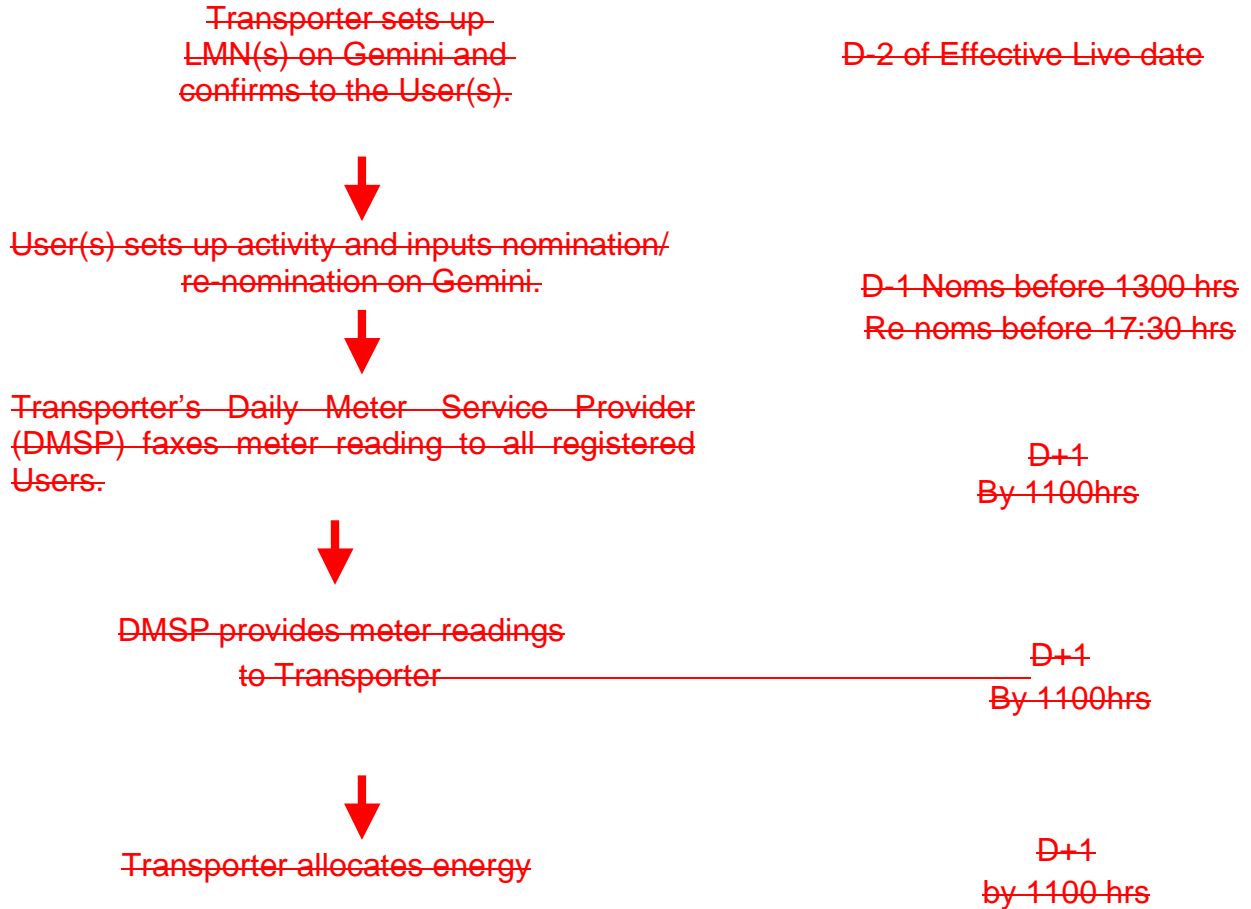 Transporter sets up
LMN(s) on Gemini and
confirms to the User(s).
D-2 of Effective Live date
User(s) sets up activity and inputs nomination/
re-nomination on Gemini.
D-1 Noms before 1300 hrs
Re noms before 17:30 hrs
Transporter’s Daily Meter Service Provider
(DMSP) faxes meter reading to all registered
Users.
D+1
By 1100hrs
DMSP provides meter readings
to Transporter
D+1
By 1100hrs
Transporter allocates energy
D+1
by 1100 hrs